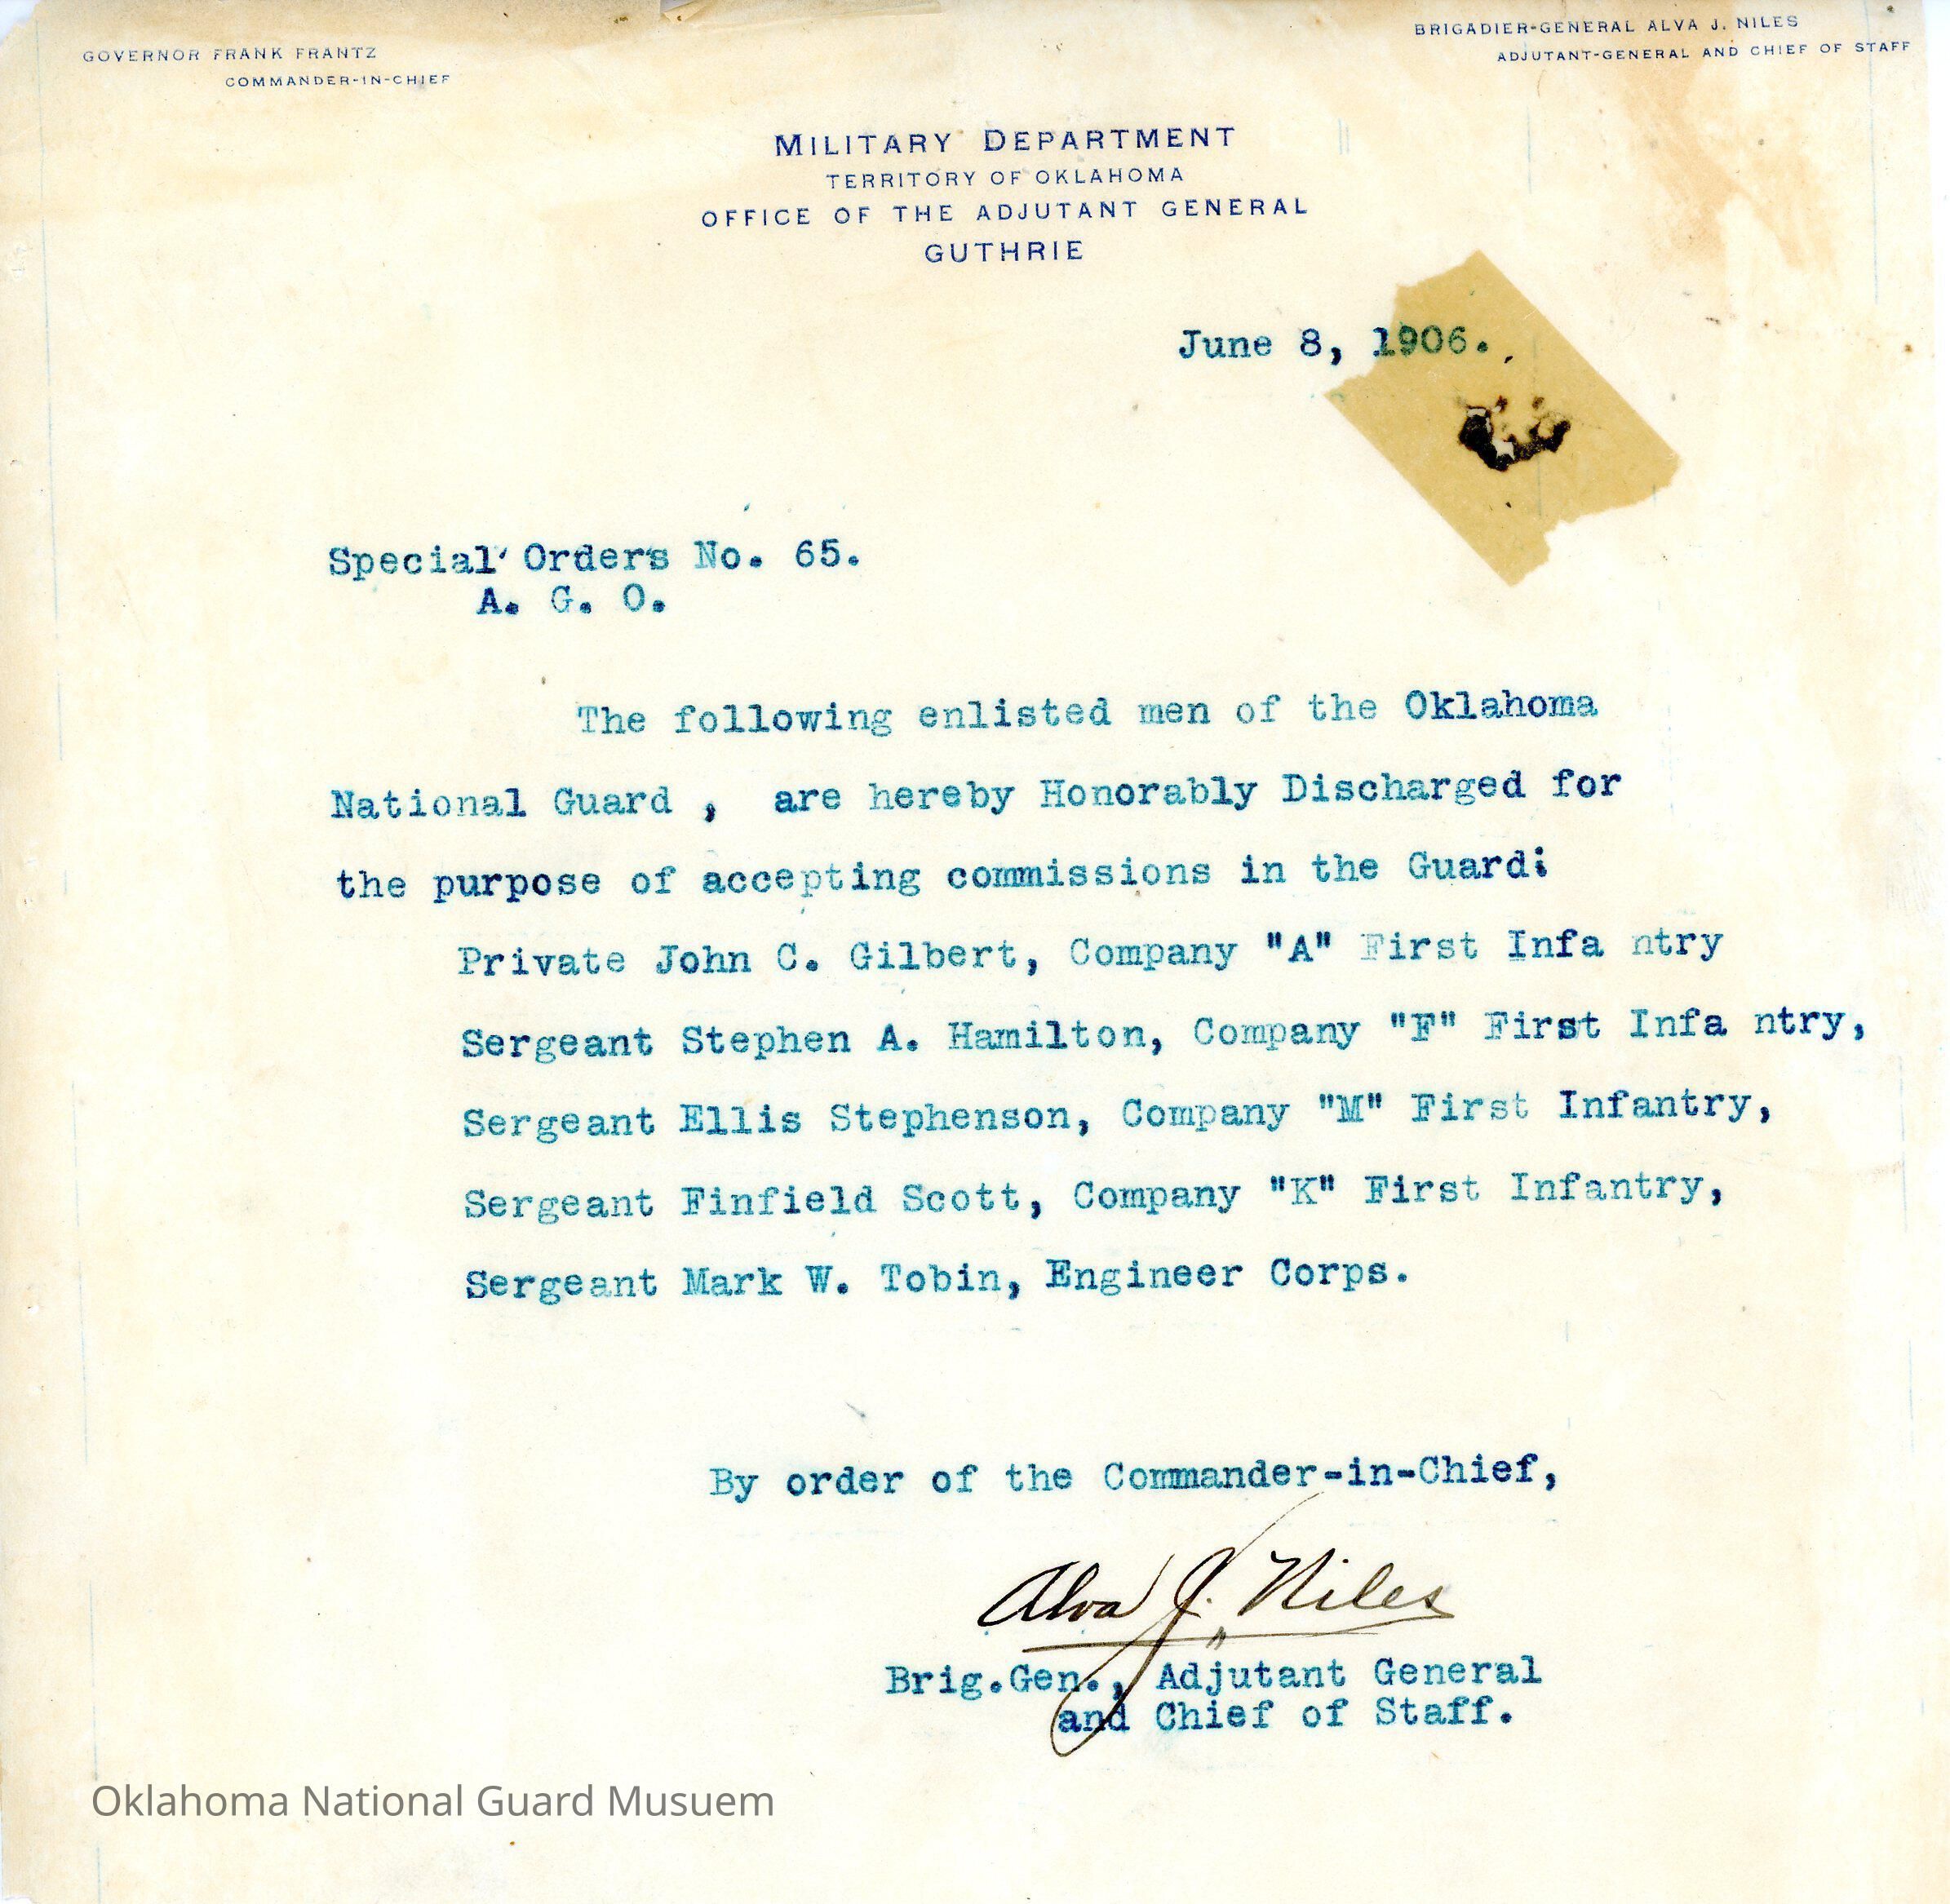 GOVERNOR FRANK FRANTZ
COMMANDER-IN-CHIEF
BRIGADIER-GENERAL ALVA J. NILES
ADJUTANT-GENERAL AND CHIEF OF STAFF
MILITARY DEPARTMENT
TERRITORY OF OKLAHOMA
OFFICE OF THE ADJUTANT GENERAL
GUTHRIE
June 8, 1906.
Special Orders No. 65.
A. G. O.
The following enlisted men of the Oklahoma
National Guard , are hereby Honorably Discharged for
the purpose of accepting commissions in the Guard:
Private John C. Gilbert, Company "A" First Infa ntry
Sergeant Stephen A. Hamilton, Company "F" First Infa ntry,
Sergeant Ellis Stephenson, Company "M" First Infantry,
Sergeant Finfield Scott, Company "K" First Infantry,
Sergeant Mark W. Tobin, Engineer Corps.
By order of the Commander-in-Chief,
Alva J. Niles
Brig.Gen., Adjutant General
and Chief of Staff.
Oklahoma National Guard Musuem